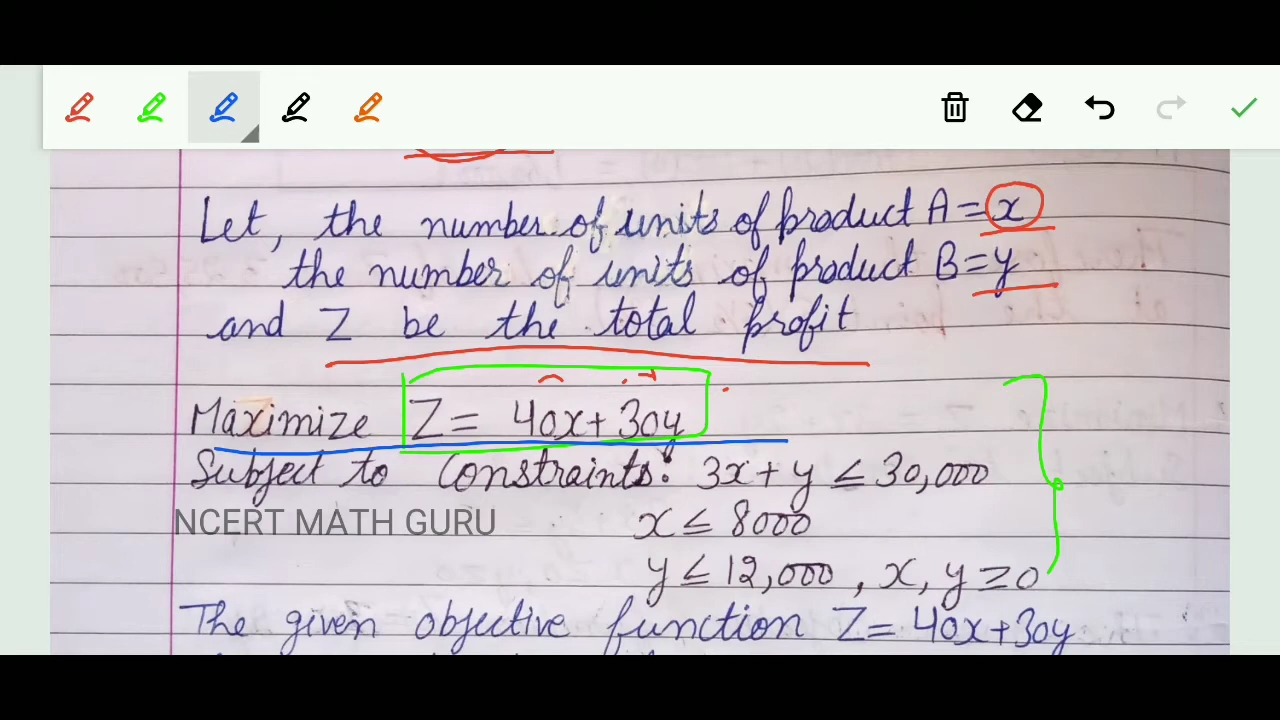 Let, the number of units of product A = x
the number of units of product B = y
and Z be the total profit
Maximize Z = 40x + 30y
Subject to Constraints: 3x + y ≤ 30,000
NCERT MATH GURU
x ≤ 8000
y ≤ 12,000, x, y ≥ 0
The given objective function Z = 40x + 30y